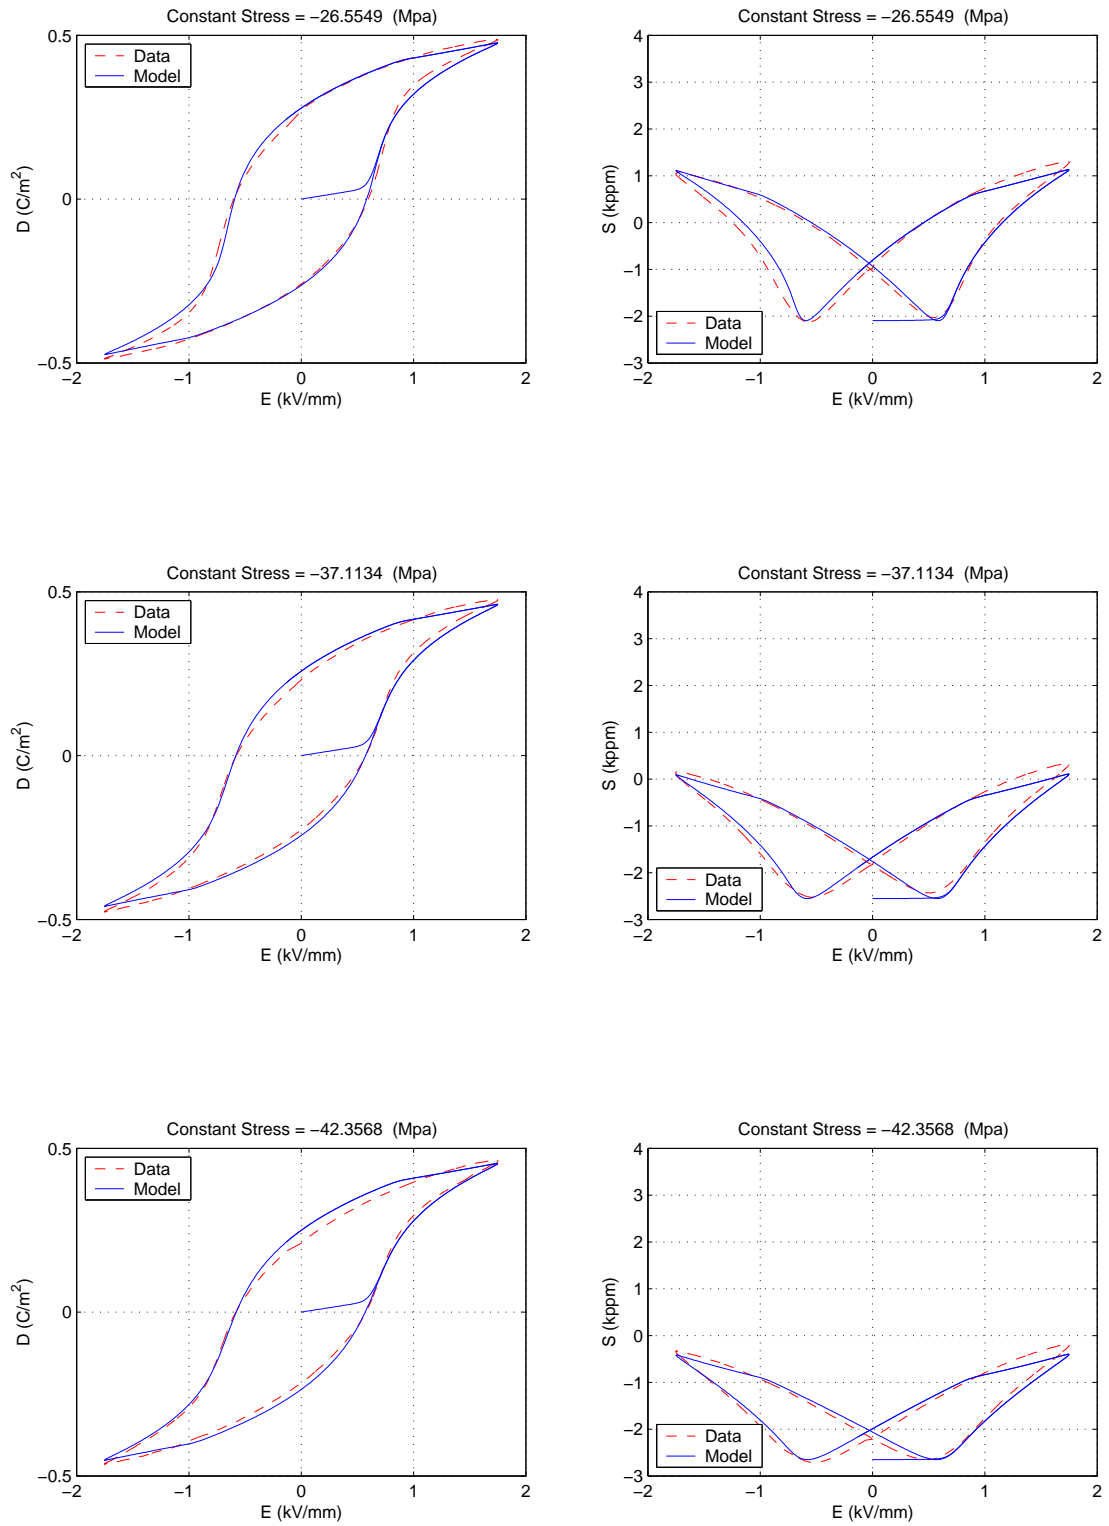 Constant Stress = −26.5549 (Mpa)
0.5
0
−0.5
D (C/m²)
Data
Model
−2 −1 0 1 2
E (kV/mm)
Constant Stress = −26.5549 (Mpa)
4
3
2
1
0
−1
−2
−3
S (kppm)
Data
Model
−2 −1 0 1 2
E (kV/mm)
Constant Stress = −37.1134 (Mpa)
0.5
0
−0.5
D (C/m²)
Data
Model
−2 −1 0 1 2
E (kV/mm)
Constant Stress = −37.1134 (Mpa)
4
3
2
1
0
−1
−2
−3
S (kppm)
Data
Model
−2 −1 0 1 2
E (kV/mm)
Constant Stress = −42.3568 (Mpa)
0.5
0
−0.5
D (C/m²)
Data
Model
−2 −1 0 1 2
E (kV/mm)
Constant Stress = −42.3568 (Mpa)
4
3
2
1
0
−1
−2
−3
S (kppm)
Data
Model
−2 −1 0 1 2
E (kV/mm)